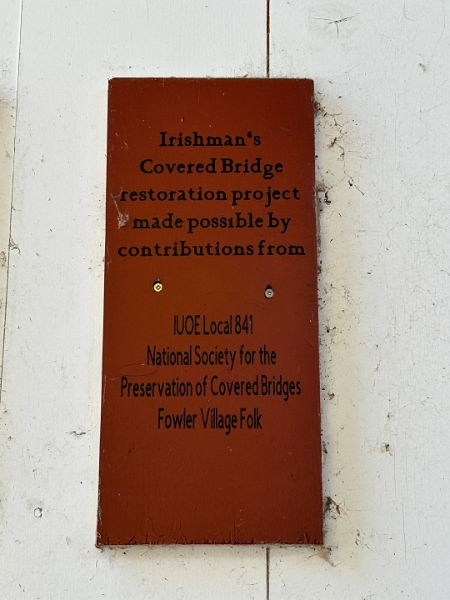 Irishman's
Covered Bridge
restoration project
made possible by
contributions from
IUOE Local 841
National Society for the
Preservation of Covered Bridges
Fowler Village Folk